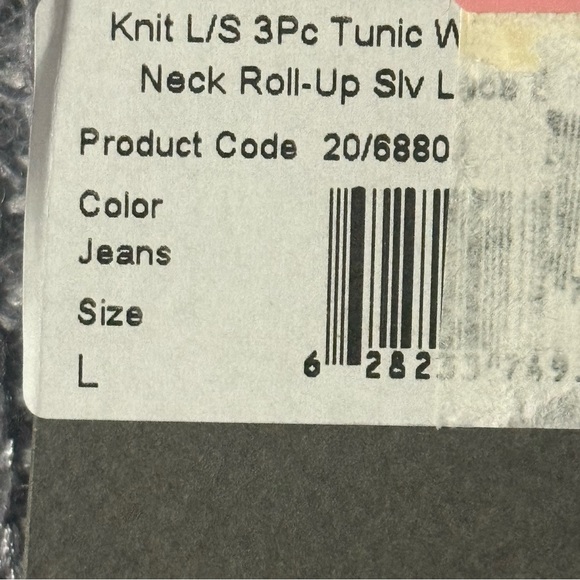 Knit L/S 3Pc Tunic W
Neck Roll-Up Slv
Product Code 20/6880
Color
Jeans
Size
L
6 282